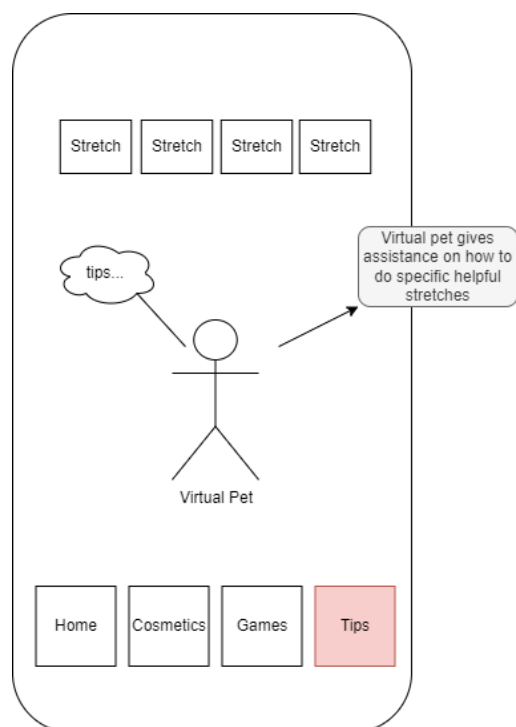 Stretch Stretch Stretch Stretch
Virtual pet gives
assistance on how to
do specific helpful
stretches
tips...
Virtual Pet
Home Cosmetics Games Tips